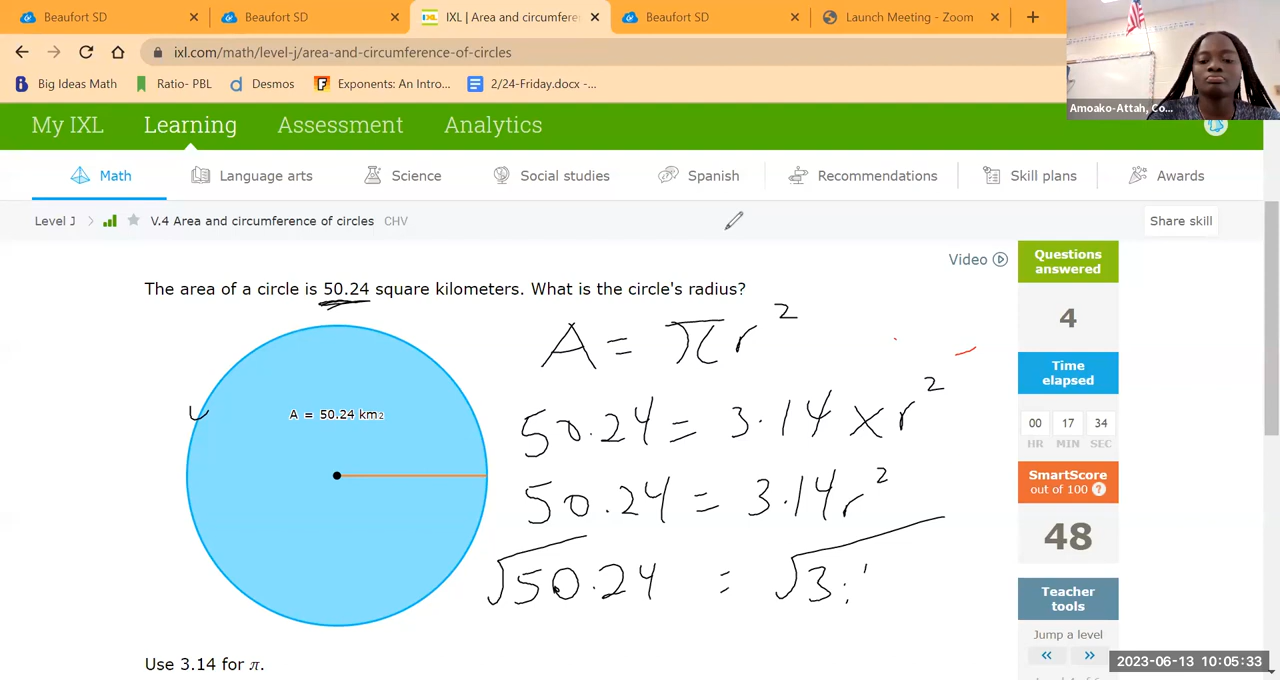 Beaufort SD
Beaufort SD
IXL | Area and circumferen
Beaufort SD
Launch Meeting - Zoom
ixl.com/math/level-j/area-and-circumference-of-circles
Big Ideas Math
Ratio- PBL
Desmos
Exponents: An Intro...
2/24-Friday.docx -...
Amoako-Attah, Co...
My IXL
Learning
Assessment
Analytics
Math
Language arts
Science
Social studies
Spanish
Recommendations
Skill plans
Awards
Level J > V.4 Area and circumference of circles CHV
Share skill
Video
The area of a circle is 50.24 square kilometers. What is the circle's radius?
A = 50.24 km2
A = πr²
50.24 = 3.14 × r²
50.24 = 3.14r²
√50.24 = √3.1
Use 3.14 for π.
Questions
answered
4
Time
elapsed
00 17 34
HR MIN SEC
SmartScore
out of 100 ?
48
Teacher
tools
Jump a level
<< >>
2023-06-13 10:05:33